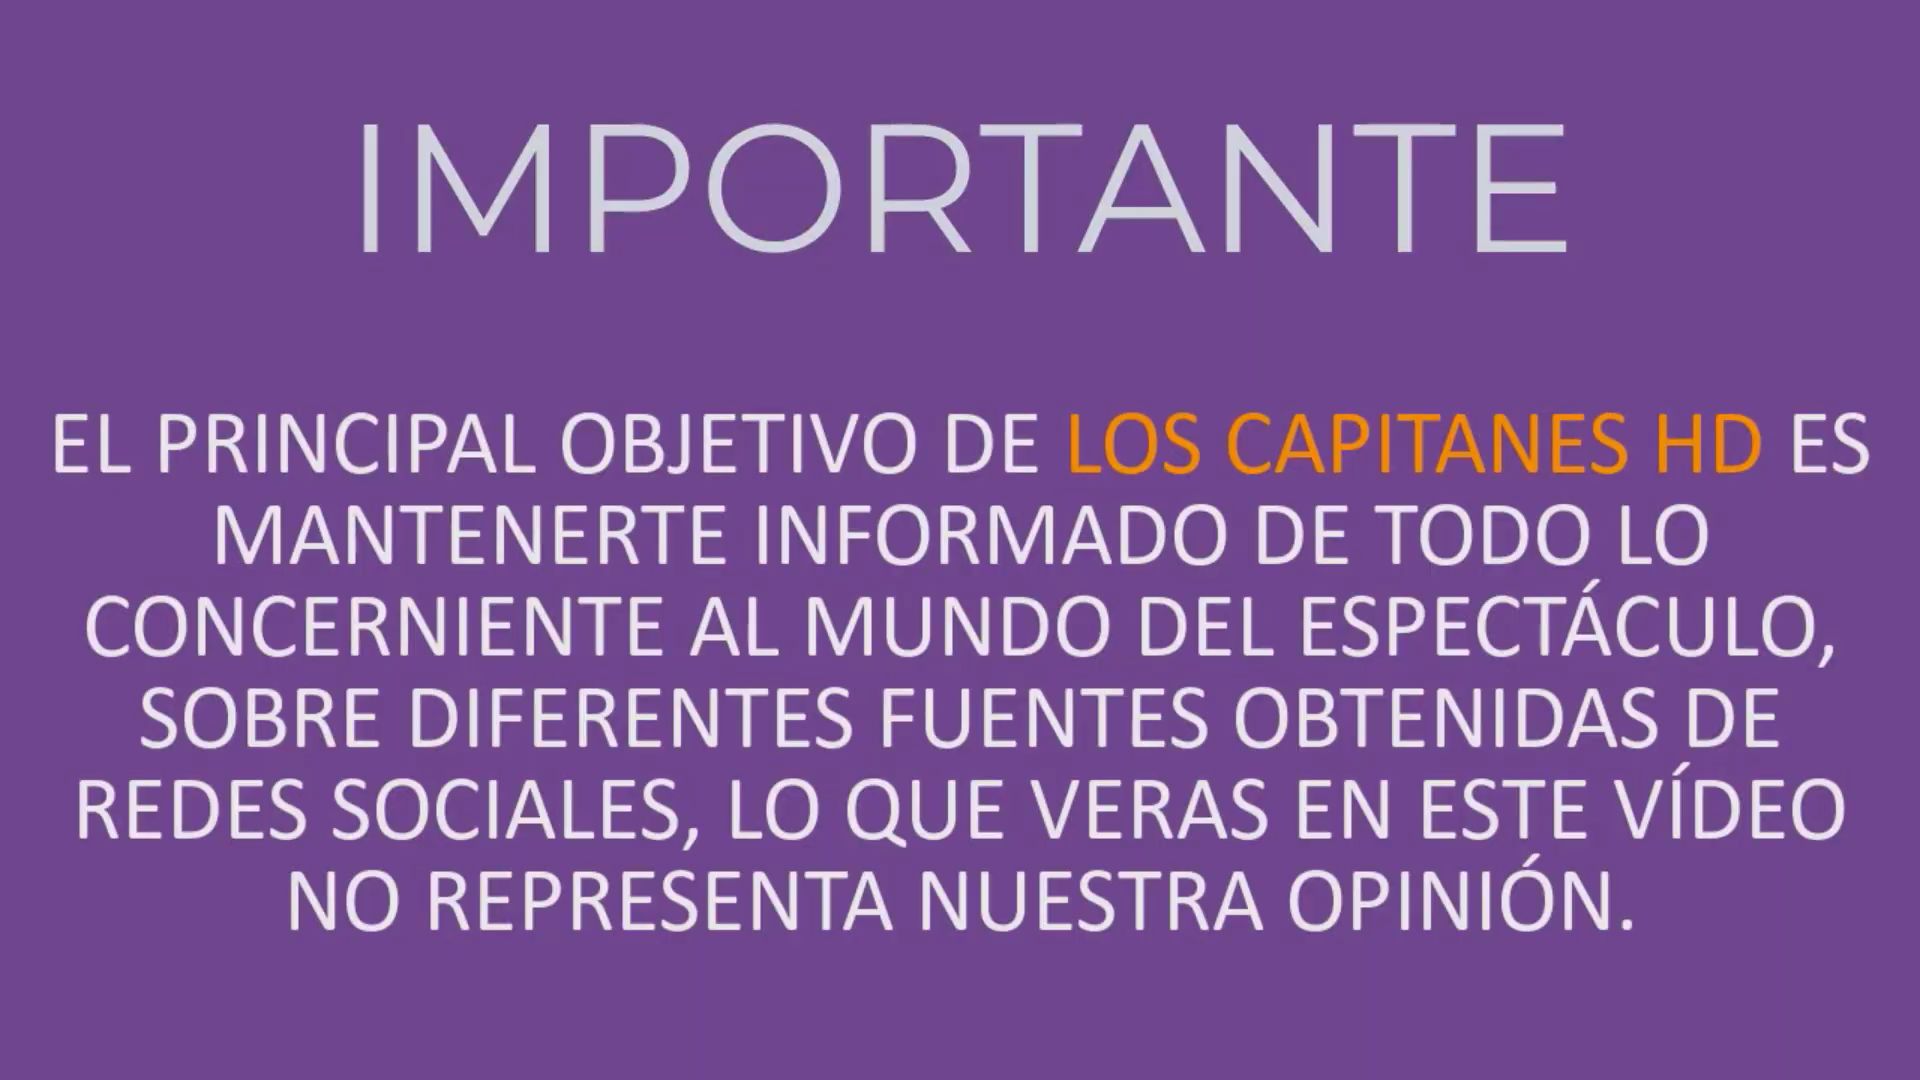 IMPORTANTE
EL PRINCIPAL OBJETIVO DE LOS CAPITANES HD ES
MANTENERTE INFORMADO DE TODO LO
CONCERNIENTE AL MUNDO DEL ESPECTÁCULO,
SOBRE DIFERENTES FUENTES OBTENIDAS DE
REDES SOCIALES, LO QUE VERAS EN ESTE VÍDEO
NO REPRESENTA NUESTRA OPINIÓN.